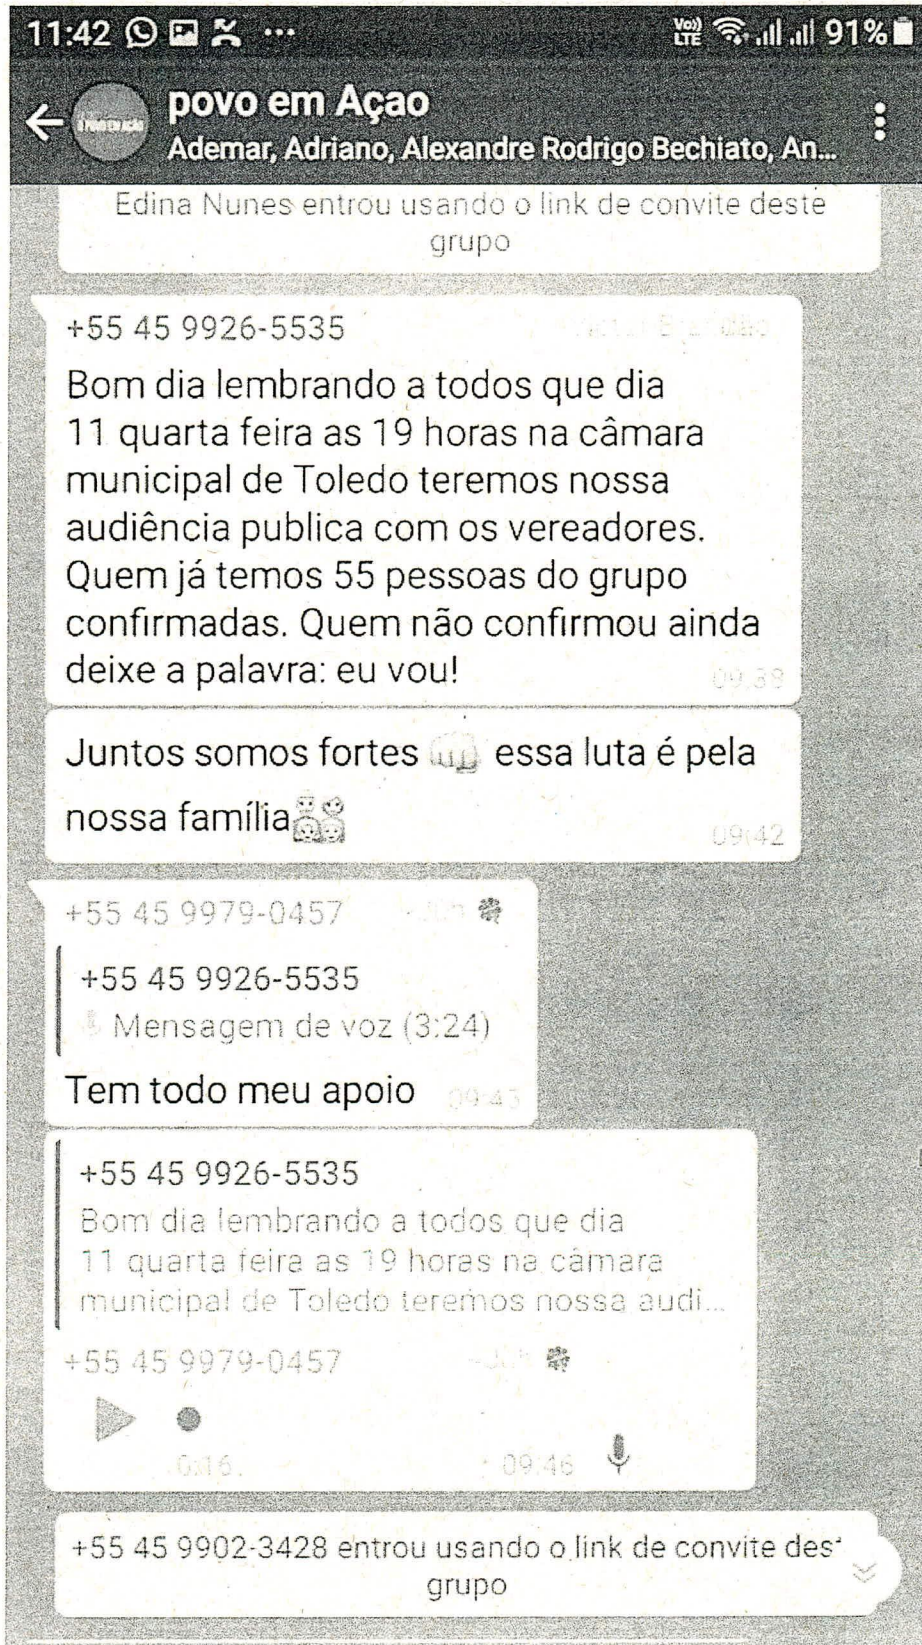 11:42 ... Vo)) LTE 91%
povo em Açao
Ademar, Adriano, Alexandre Rodrigo Bechiato, An...
Edina Nunes entrou usando o link de convite deste
grupo
+55 45 9926-5535
Bom dia lembrando a todos que dia
11 quarta feira as 19 horas na câmara
municipal de Toledo teremos nossa
audiência publica com os vereadores.
Quem já temos 55 pessoas do grupo
confirmadas. Quem não confirmou ainda
deixe a palavra: eu vou!
09:38
Juntos somos fortes 👊 essa luta é pela
nossa família👨‍👩‍👧‍👦
09:42
+55 45 9979-0457
+55 45 9926-5535
Mensagem de voz (3:24)
Tem todo meu apoio 09:43
+55 45 9926-5535
Bom dia lembrando a todos que dia
11 quarta feira as 19 horas na câmara
municipal de Toledo teremos nossa audi...
+55 45 9979-0457
0:16 09:46
+55 45 9902-3428 entrou usando o link de convite des
grupo